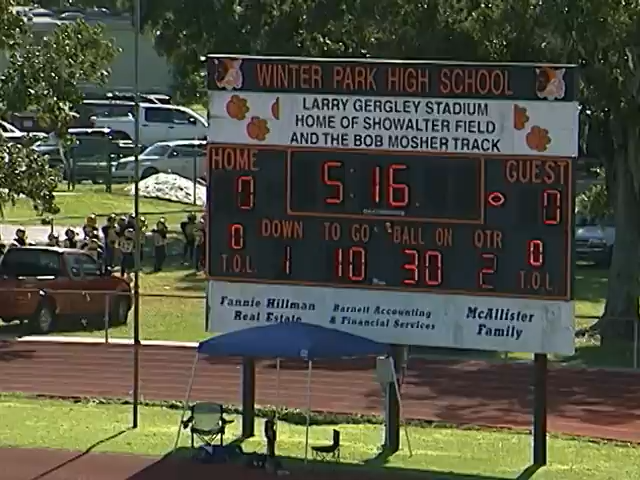 WINTER PARK HIGH SCHOOL
LARRY GERGLEY STADIUM
HOME OF SHOWALTER FIELD
AND THE BOB MOSHER TRACK
HOME 5:16 GUEST
0 0
0 DOWN TO GO BALL ON QTR 0
T.O.L. 1 10 30 2 T.O.L.
Fannie Hillman
Real Estate
Barnett Accounting
& Financial Services
McAllister
Family